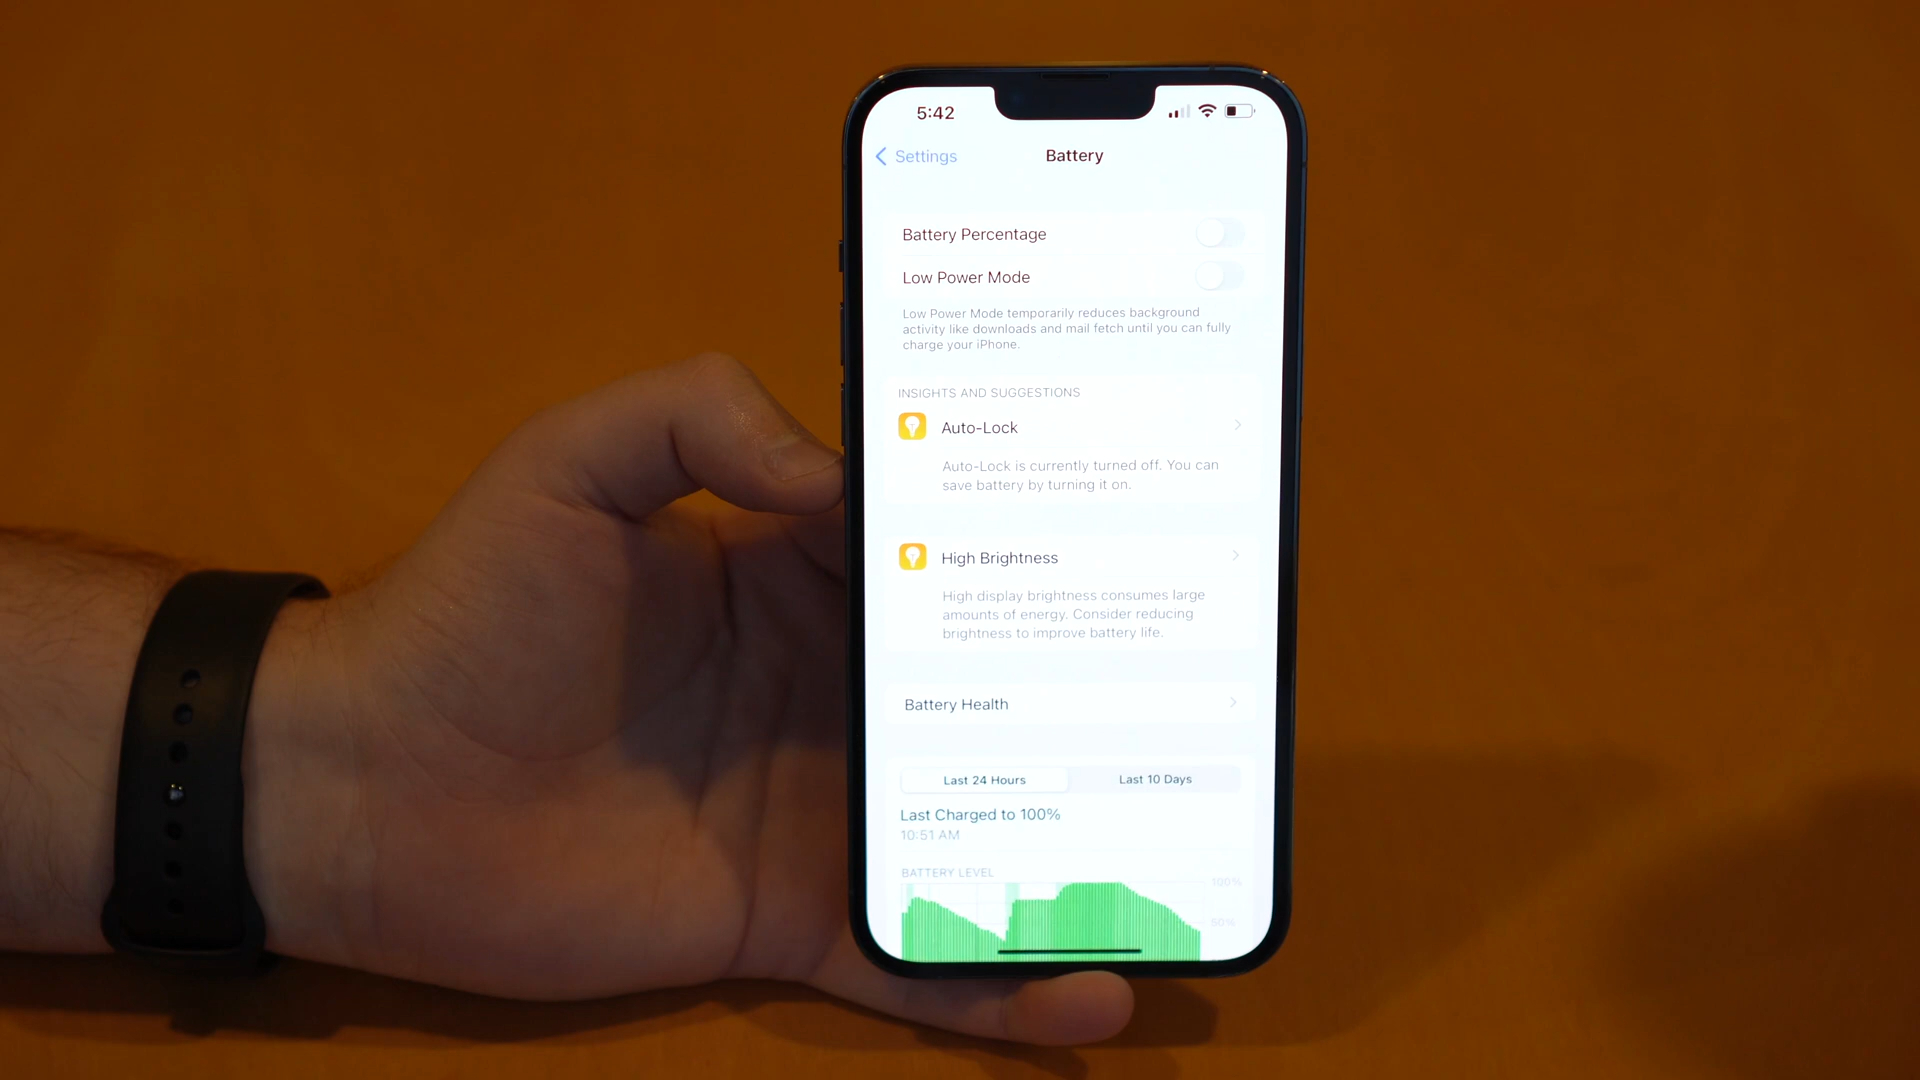 5:42
Settings
Battery
Battery Percentage
Low Power Mode
Low Power Mode temporarily reduces background
activity like downloads and mail fetch until you can fully
charge your iPhone.
INSIGHTS AND SUGGESTIONS
Auto-Lock
Auto-Lock is currently turned off. You can
save battery by turning it on.
High Brightness
High display brightness consumes large
amounts of energy. Consider reducing
brightness to improve battery life.
Battery Health
Last 24 Hours
Last 10 Days
Last Charged to 100%
10:51 AM
BATTERY LEVEL
100%
50%